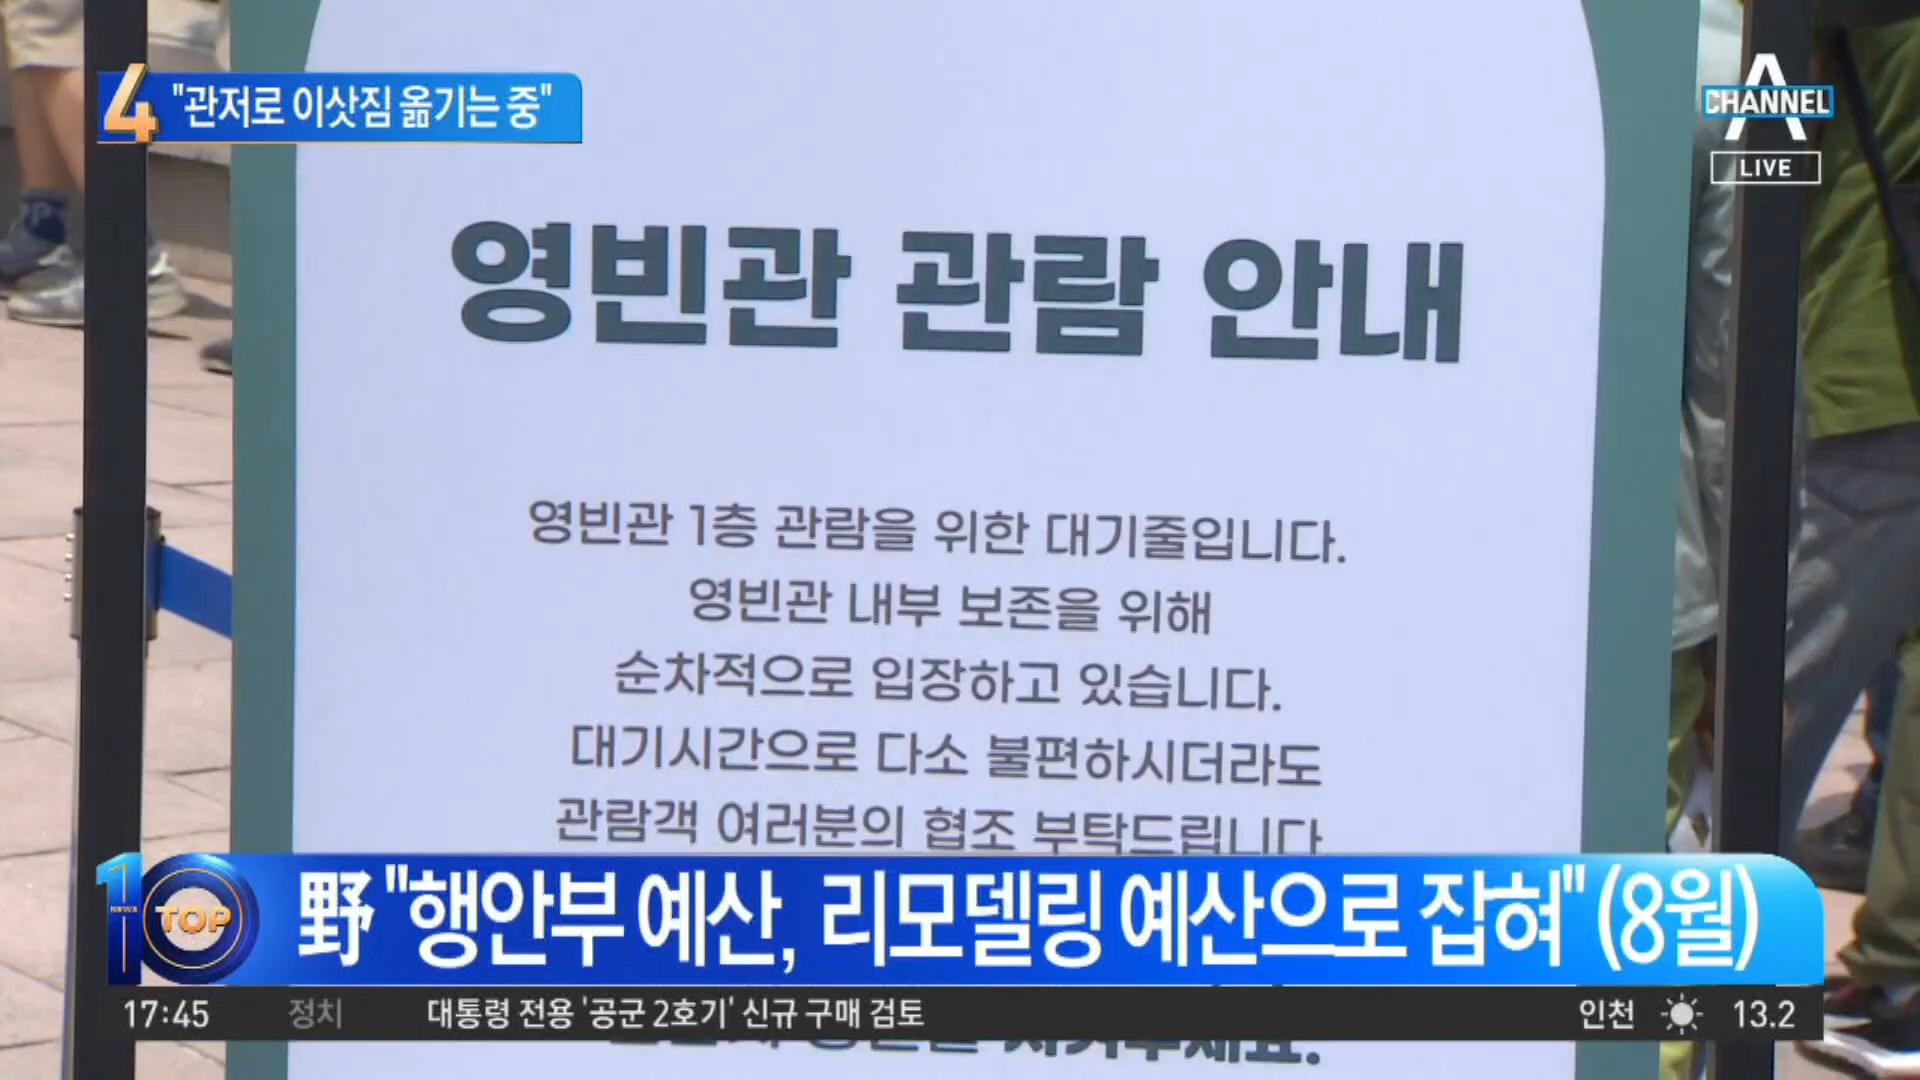 4 "관저로 이삿짐 옮기는 중"
CHANNEL A
LIVE
영빈관 관람 안내
영빈관 1층 관람을 위한 대기줄입니다.
영빈관 내부 보존을 위해
순차적으로 입장하고 있습니다.
대기시간으로 다소 불편하시더라도
관람객 여러분의 협조 부탁드립니다.
NEWS TOP 10
野 "행안부 예산, 리모델링 예산으로 잡혀" (8월)
17:45 정치 대통령 전용 '공군 2호기' 신규 구매 검토 인천 13.2